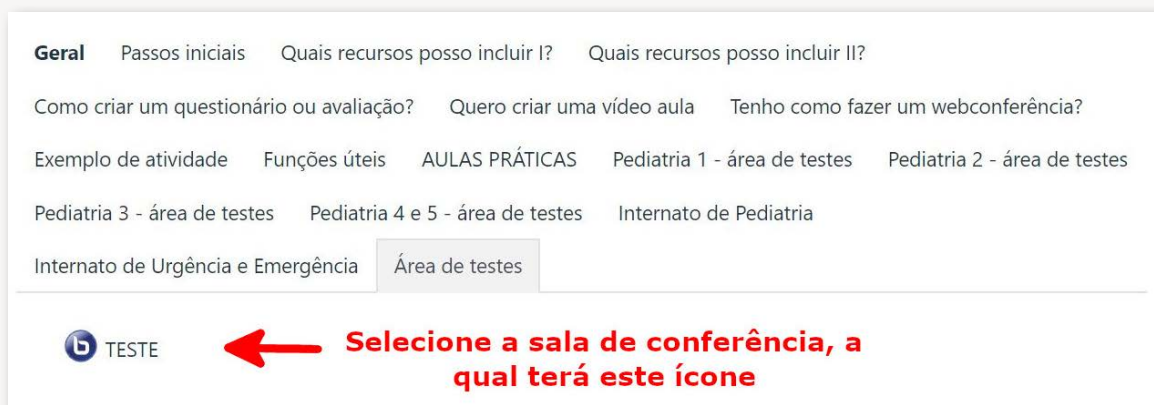 Geral Passos iniciais Quais recursos posso incluir I? Quais recursos posso incluir II?
Como criar um questionário ou avaliação? Quero criar uma vídeo aula Tenho como fazer um webconferência?
Exemplo de atividade Funções úteis AULAS PRÁTICAS Pediatria 1 - área de testes Pediatria 2 - área de testes
Pediatria 3 - área de testes Pediatria 4 e 5 - área de testes Internato de Pediatria
Internato de Urgência e Emergência Área de testes
b TESTE Selecione a sala de conferência, a
qual terá este ícone